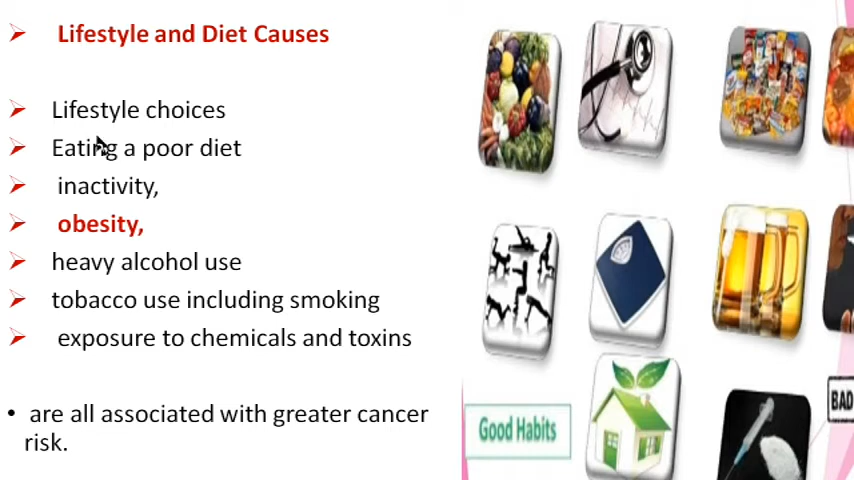 Lifestyle and Diet Causes
Lifestyle choices
Eating a poor diet
inactivity,
obesity,
heavy alcohol use
tobacco use including smoking
exposure to chemicals and toxins
are all associated with greater cancer
risk.
Good Habits
BAD